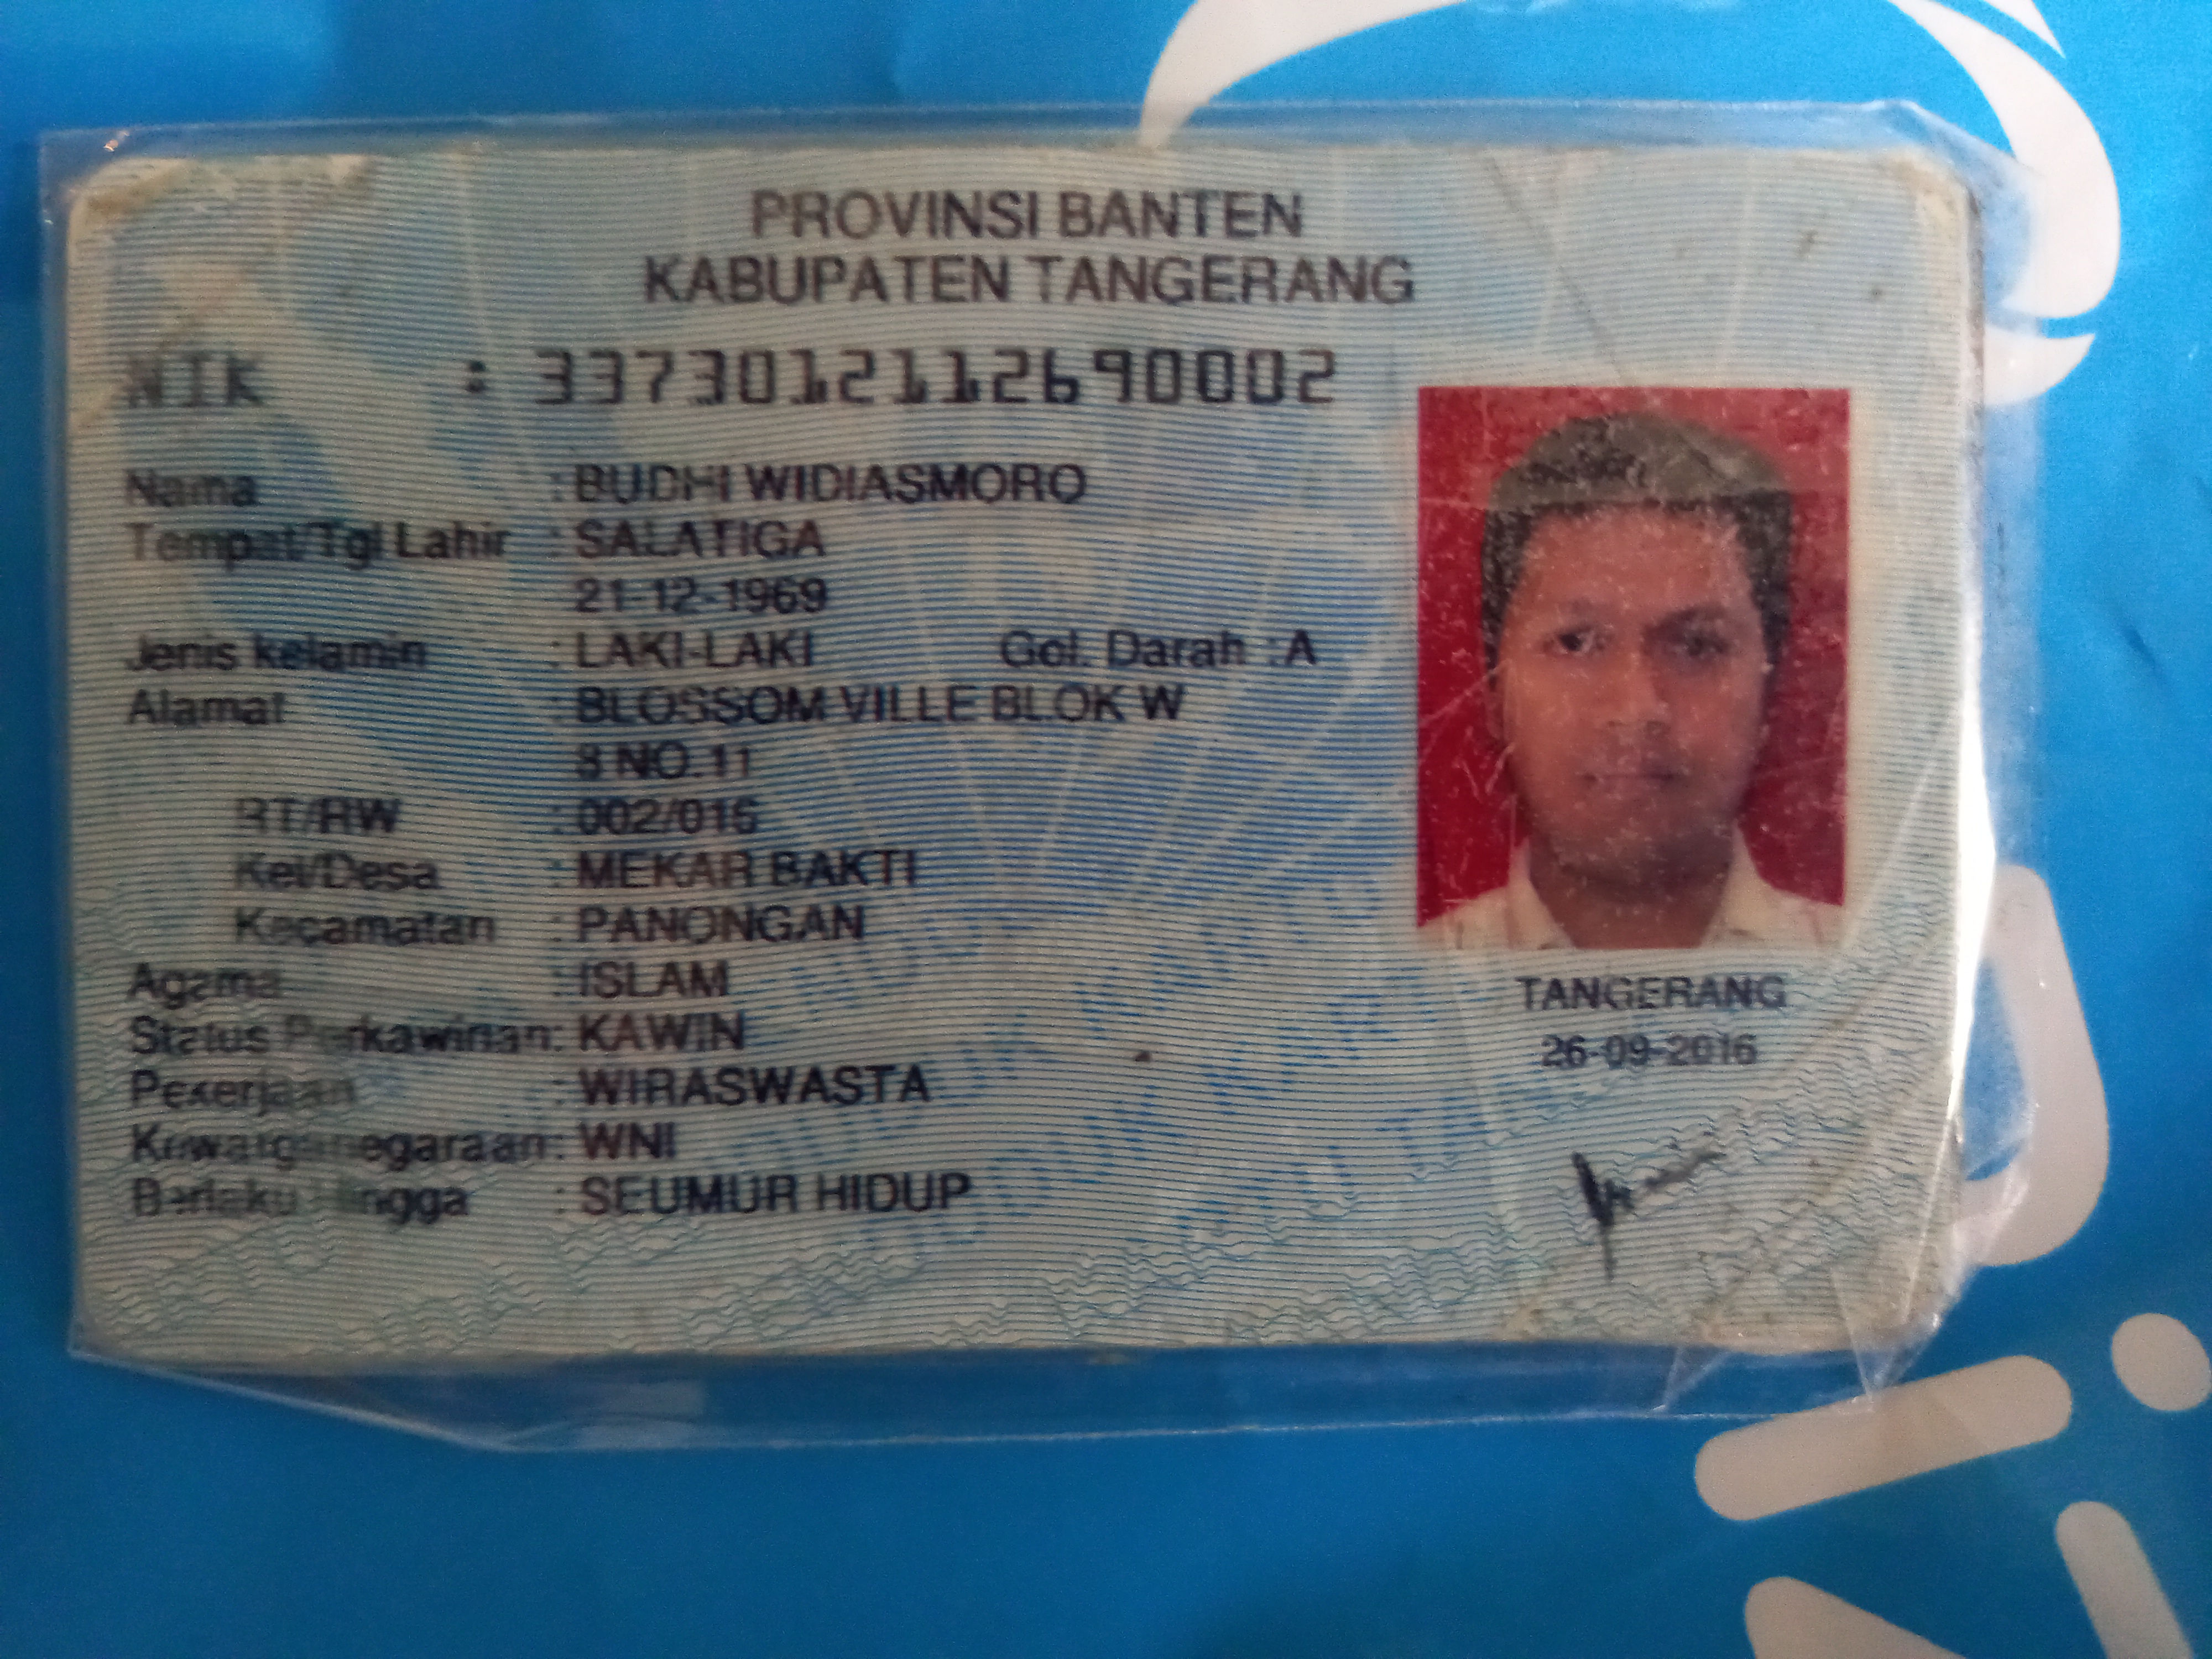 PROVINSI BANTEN
KABUPATEN TANGERANG
NIK : 3373012112690002
Nama : BUDHI WIDIASMORO
Tempat/Tgl Lahir : SALATIGA
21-12-1969
Jenis Kelamin : LAKI-LAKI Gol. Darah : A
Alamat : BLOSSOM VILLE BLOK W
8 NO.11
RT/RW : 002/016
Kel/Desa : MEKAR BAKTI
Kecamatan : PANONGAN
Agama : ISLAM
Status Perkawinan: KAWIN
Pekerjaan : WIRASWASTA
Kewarganegaraan: WNI
Berlaku Hingga : SEUMUR HIDUP
TANGERANG
26-09-2016